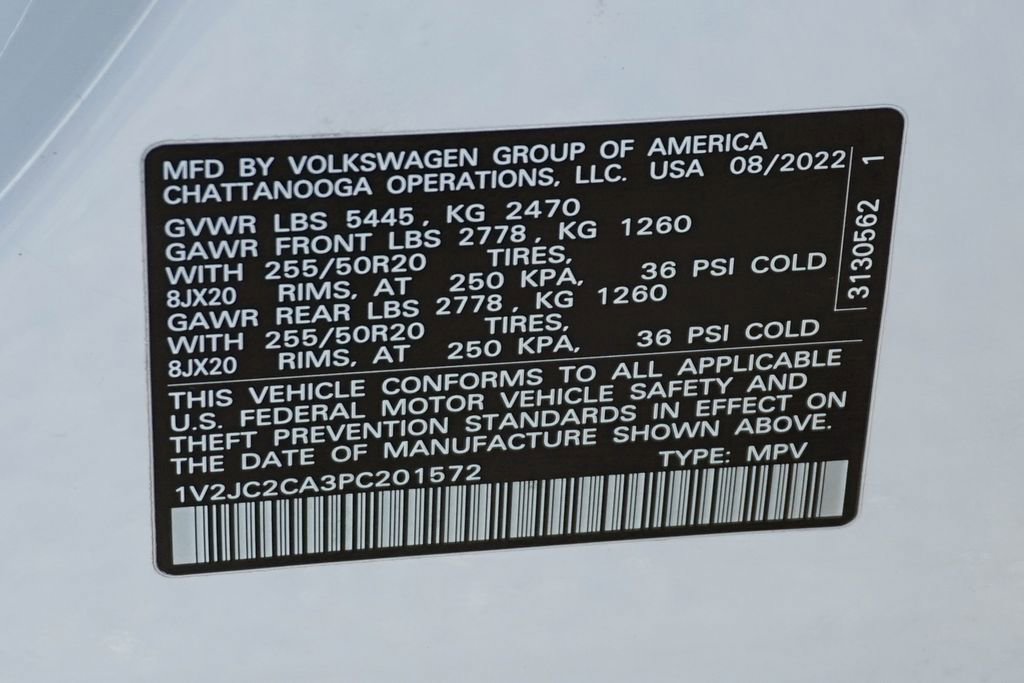 MFD BY VOLKSWAGEN GROUP OF AMERICA
CHATTANOOGA OPERATIONS, LLC. USA 08/2022
GVWR LBS 5445, KG 2470
GAWR FRONT LBS 2778, KG 1260
WITH 255/50R20 TIRES,
8JX20 RIMS, AT 250 KPA, 36 PSI COLD
GAWR REAR LBS 2778, KG 1260
WITH 255/50R20 TIRES,
8JX20 RIMS, AT 250 KPA, 36 PSI COLD
3130562 1
THIS VEHICLE CONFORMS TO ALL APPLICABLE
U.S. FEDERAL MOTOR VEHICLE SAFETY AND
THEFT PREVENTION STANDARDS IN EFFECT ON
THE DATE OF MANUFACTURE SHOWN ABOVE.
1V2JC2CA3PC201572 TYPE: MPV